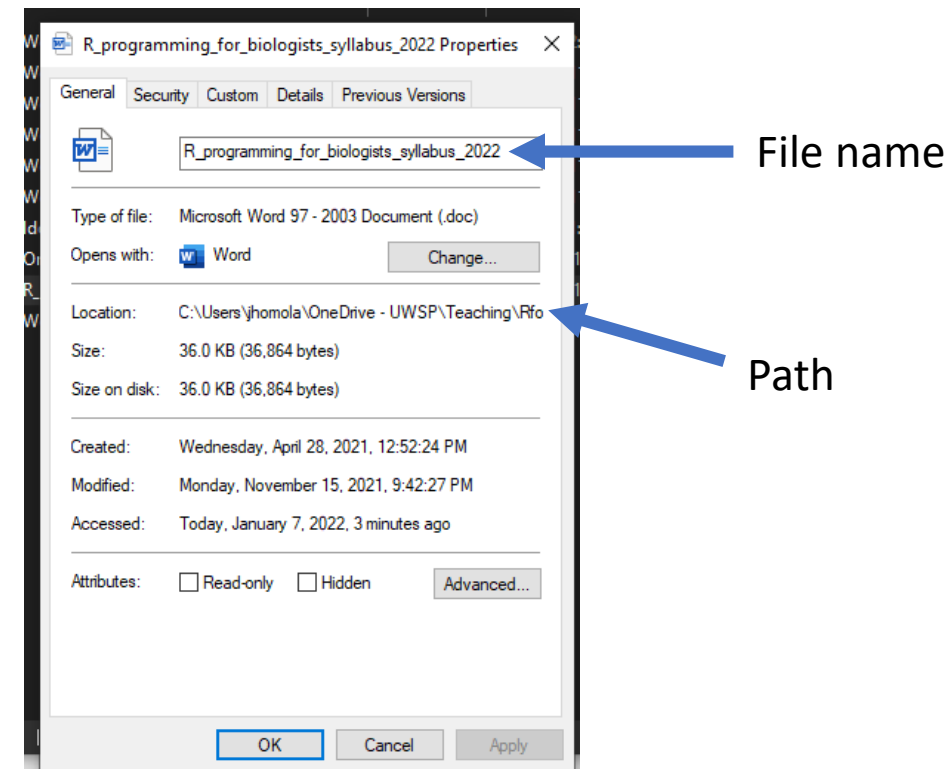 R_programming_for_biologists_syllabus_2022 Properties
General Security Custom Details Previous Versions
R_programming_for_biologists_syllabus_2022
File name
Type of file: Microsoft Word 97 - 2003 Document (.doc)
Opens with: Word Change...
Location: C:\Users\jhomola\OneDrive - UWSP\Teaching\Rfo
Path
Size: 36.0 KB (36,864 bytes)
Size on disk: 36.0 KB (36,864 bytes)
Created: Wednesday, April 28, 2021, 12:52:24 PM
Modified: Monday, November 15, 2021, 9:42:27 PM
Accessed: Today, January 7, 2022, 3 minutes ago
Attributes: Read-only Hidden Advanced...
OK Cancel Apply